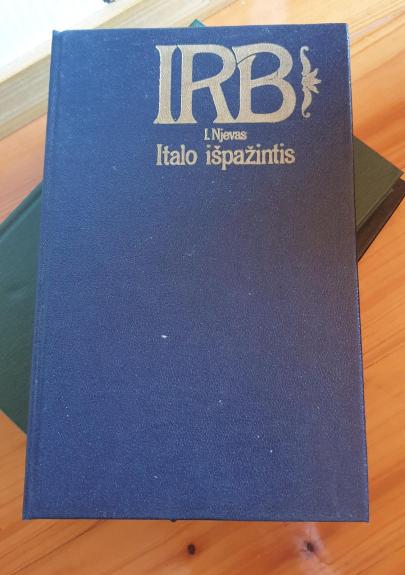 IRB
I. Njevas
Italo išpažintis